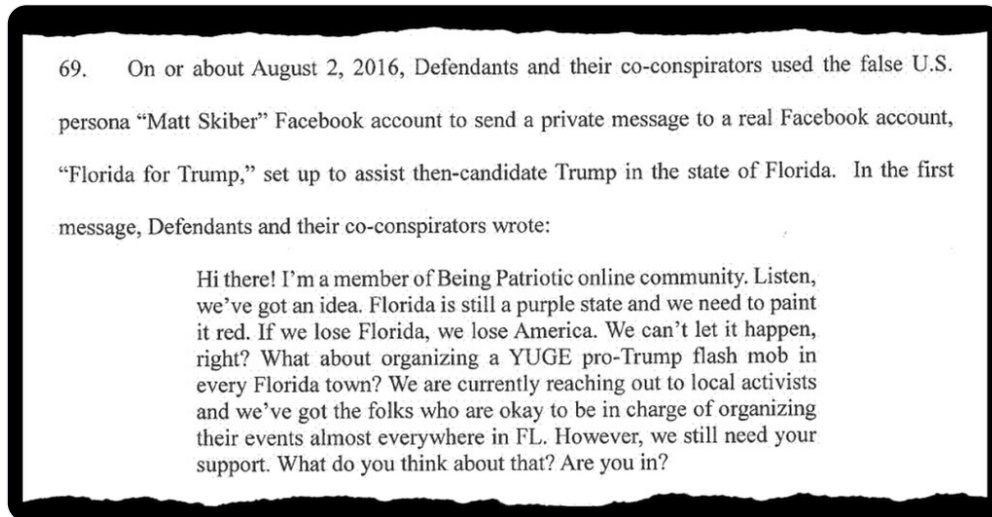 69. On or about August 2, 2016, Defendants and their co-conspirators used the false U.S.
persona “Matt Skiber” Facebook account to send a private message to a real Facebook account,
“Florida for Trump,” set up to assist then-candidate Trump in the state of Florida. In the first
message, Defendants and their co-conspirators wrote:
Hi there! I’m a member of Being Patriotic online community. Listen,
we’ve got an idea. Florida is still a purple state and we need to paint
it red. If we lose Florida, we lose America. We can’t let it happen,
right? What about organizing a YUGE pro-Trump flash mob in
every Florida town? We are currently reaching out to local activists
and we’ve got the folks who are okay to be in charge of organizing
their events almost everywhere in FL. However, we still need your
support. What do you think about that? Are you in?